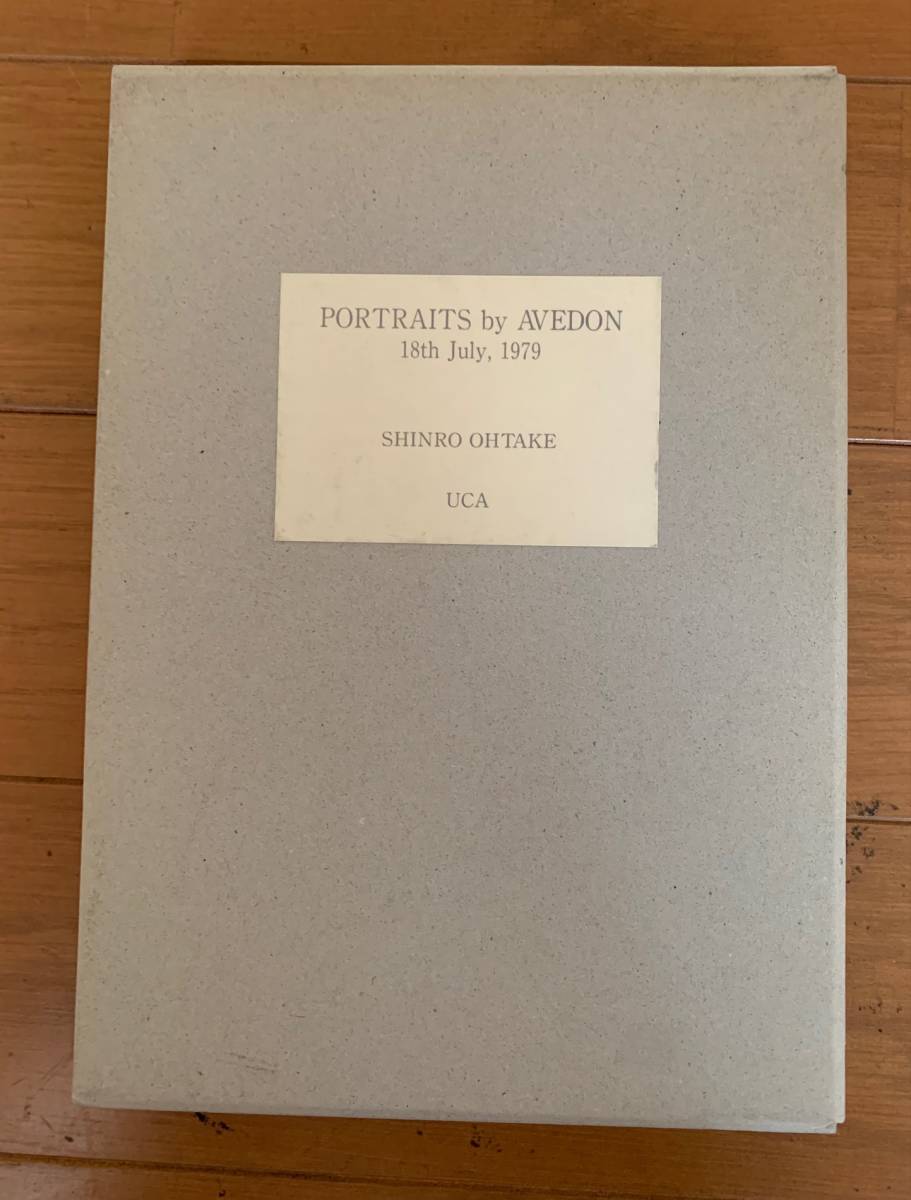 PORTRAITS by AVEDON
18th July, 1979
SHINRO OHTAKE
UCA